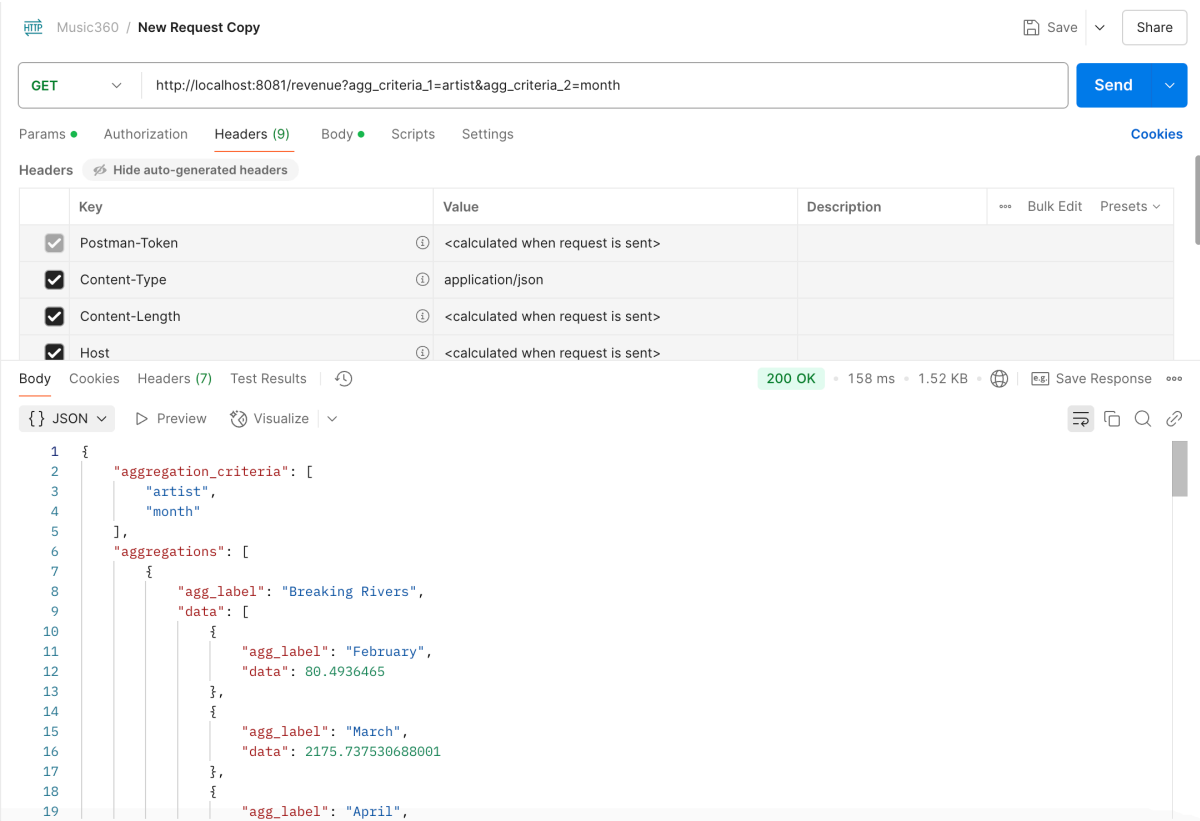 HTTP Music360 / New Request Copy Save Share
GET http://localhost:8081/revenue?agg_criteria_1=artist&agg_criteria_2=month Send
Params Authorization Headers (9) Body Scripts Settings Cookies
Headers Hide auto-generated headers
Key Value Description Bulk Edit Presets
Postman-Token <calculated when request is sent>
Content-Type application/json
Content-Length <calculated when request is sent>
Host <calculated when request is sent>
Body Cookies Headers (7) Test Results 200 OK 158 ms 1.52 KB e.g. Save Response
{} JSON Preview Visualize
1 {
2 "aggregation_criteria": [
3 "artist",
4 "month"
5 ],
6 "aggregations": [
7 {
8 "agg_label": "Breaking Rivers",
9 "data": [
10 {
11 "agg_label": "February",
12 "data": 80.4936465
13 },
14 {
15 "agg_label": "March",
16 "data": 2175.737530688001
17 },
18 {
19 "agg_label": "April",